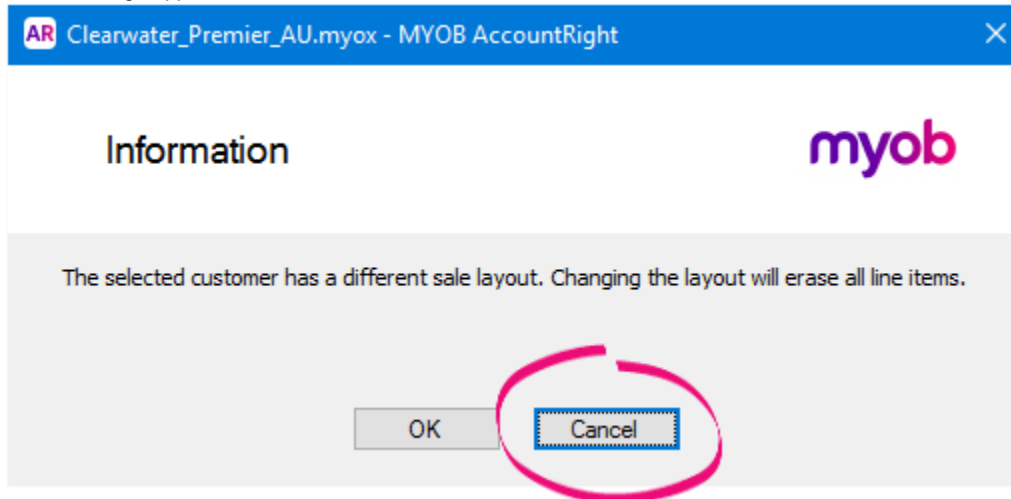 AR Clearwater_Premier_AU.myox - MYOB AccountRight
Information
myob
The selected customer has a different sale layout. Changing the layout will erase all line items.
OK
Cancel